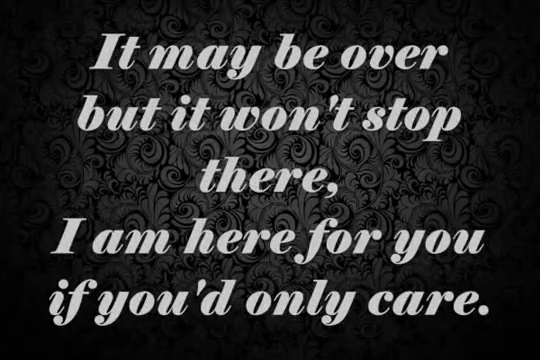 It may be over
but it won't stop
there,
I am here for you
if you'd only care.